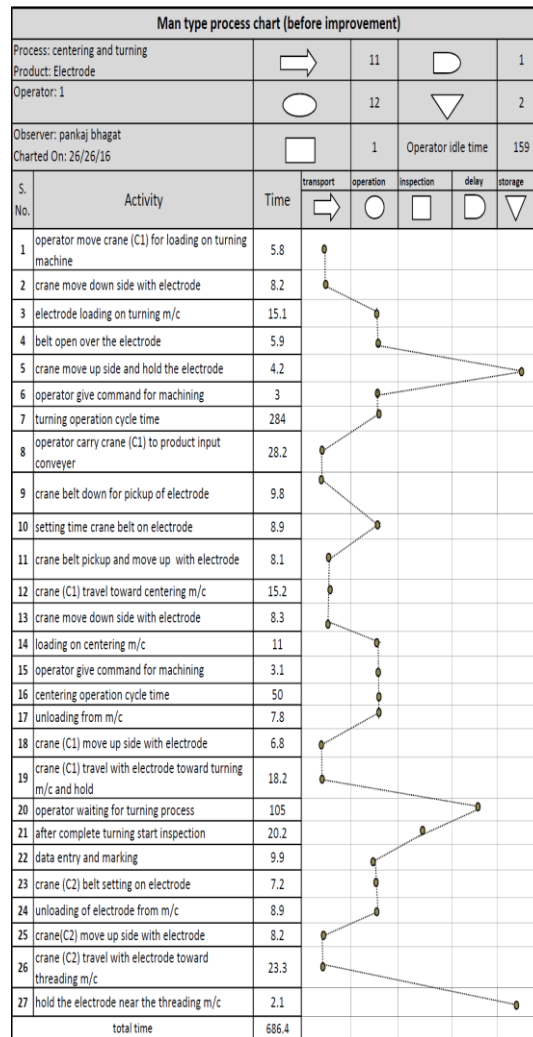 Man type process chart (before improvement)
Process: centering and turning
Product: Electrode
11
1
Operator: 1
12
2
Observer: pankaj bhagat
Charted On: 26/26/16
1
Operator idle time
159
S. No.
Activity
Time
transport
operation
inspection
delay
storage
1
operator move crane (C1) for loading on turning
machine
5.8
2
crane move down side with electrode
8.2
3
electrode loading on turning m/c
15.1
4
belt open over the electrode
5.9
5
crane move up side and hold the electrode
4.2
6
operator give command for machining
3
7
turning operation cycle time
284
8
operator carry crane (C1) to product input
conveyer
28.2
9
crane belt down for pickup of electrode
9.8
10
setting time crane belt on electrode
8.9
11
crane belt pickup and move up with electrode
8.1
12
crane (C1) travel toward centering m/c
15.2
13
crane move down side with electrode
8.3
14
loading on centering m/c
11
15
operator give command for machining
3.1
16
centering operation cycle time
50
17
unloading from m/c
7.8
18
crane (C1) move up side with electrode
6.8
19
crane (C1) travel with electrode toward turning
m/c and hold
18.2
20
operator waiting for turning process
105
21
after complete turning start inspection
20.2
22
data entry and marking
9.9
23
crane (C2) belt setting on electrode
7.2
24
unloading of electrode from m/c
8.9
25
crane(C2) move up side with electrode
8.2
26
crane (C2) travel with electrode toward
threading m/c
23.3
27
hold the electrode near the threading m/c
2.1
total time
686.4